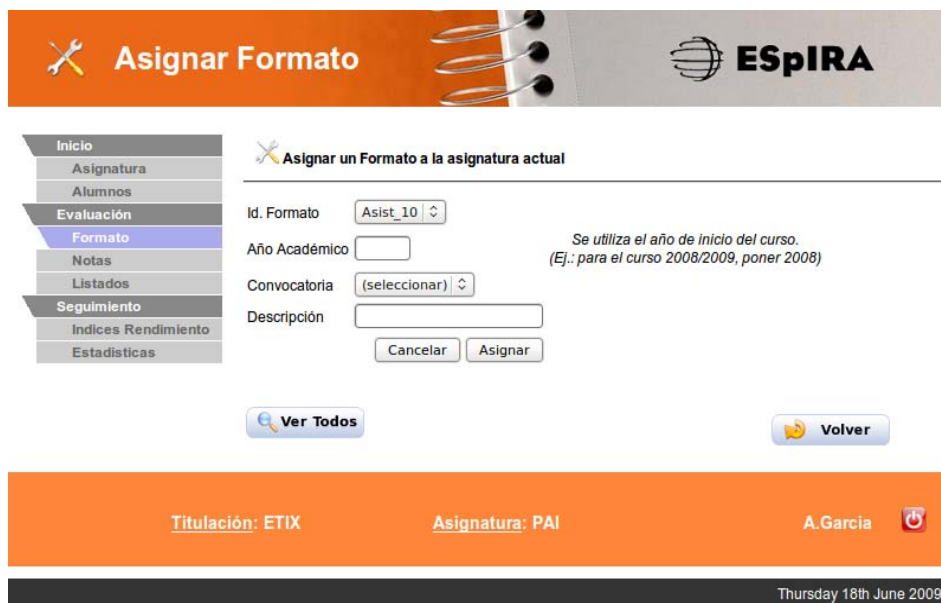 Asignar Formato
ESpIRA
Inicio
Asignatura
Alumnos
Evaluación
Formato
Notas
Listados
Seguimiento
Indices Rendimiento
Estadisticas
Asignar un Formato a la asignatura actual
Id. Formato Asist_10
Año Académico
Se utiliza el año de inicio del curso.
(Ej.: para el curso 2008/2009, poner 2008)
Convocatoria (seleccionar)
Descripción
Cancelar Asignar
Ver Todos
Volver
Titulación: ETIX Asignatura: PAI A.Garcia
Thursday 18th June 2009